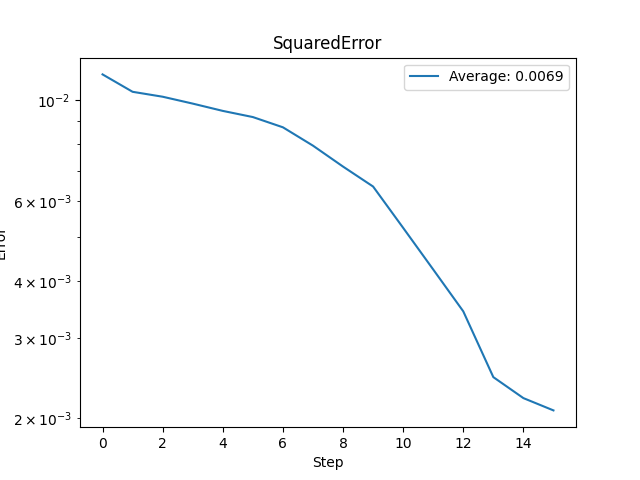 SquaredError
Average: 0.0069
10⁻²
6 × 10⁻³
4 × 10⁻³
3 × 10⁻³
2 × 10⁻³
Error
0 2 4 6 8 10 12 14
Step